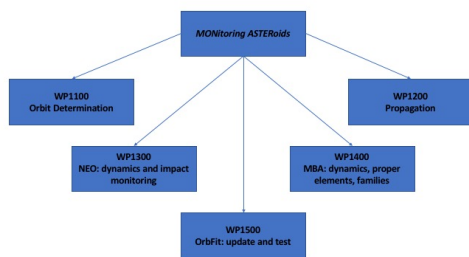 MONitoring ASTERoids
WP1100
Orbit Determination
WP1200
Propagation
WP1300
NEO: dynamics and impact
monitoring
WP1400
MBA: dynamics, proper
elements, families
WP1500
OrbFit: update and test